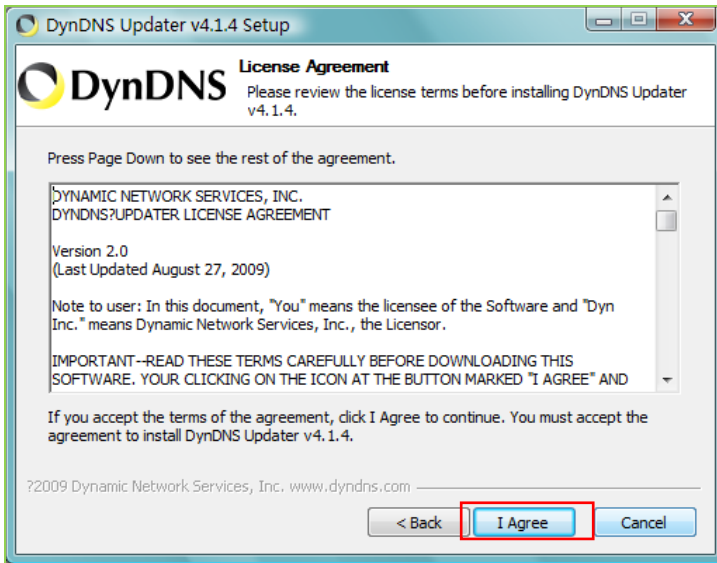 DynDNS Updater v4.1.4 Setup
DynDNS
License Agreement
Please review the license terms before installing DynDNS Updater
v4.1.4.
Press Page Down to see the rest of the agreement.
DYNAMIC NETWORK SERVICES, INC.
DYNDNS?UPDATER LICENSE AGREEMENT
Version 2.0
(Last Updated August 27, 2009)
Note to user: In this document, "You" means the licensee of the Software and "Dyn
Inc." means Dynamic Network Services, Inc., the Licensor.
IMPORTANT--READ THESE TERMS CAREFULLY BEFORE DOWNLOADING THIS
SOFTWARE. YOUR CLICKING ON THE ICON AT THE BUTTON MARKED "I AGREE" AND
If you accept the terms of the agreement, click I Agree to continue. You must accept the
agreement to install DynDNS Updater v4.1.4.
?2009 Dynamic Network Services, Inc. www.dyndns.com
< Back I Agree Cancel